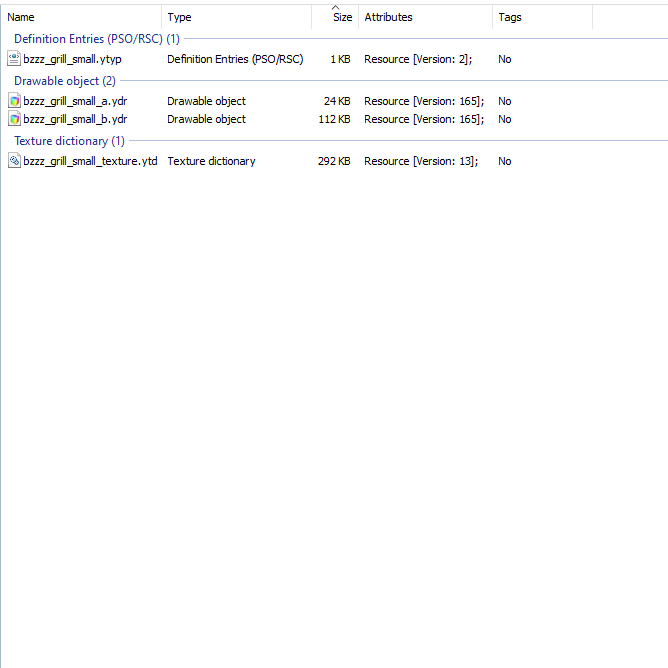 Name Type Size Attributes Tags
Definition Entries (PSO/RSC) (1)
bzzz_grill_small.ytyp Definition Entries (PSO/RSC) 1 KB Resource [Version: 2]; No
Drawable object (2)
bzzz_grill_small_a.ydr Drawable object 24 KB Resource [Version: 165]; No
bzzz_grill_small_b.ydr Drawable object 112 KB Resource [Version: 165]; No
Texture dictionary (1)
bzzz_grill_small_texture.ytd Texture dictionary 292 KB Resource [Version: 13]; No